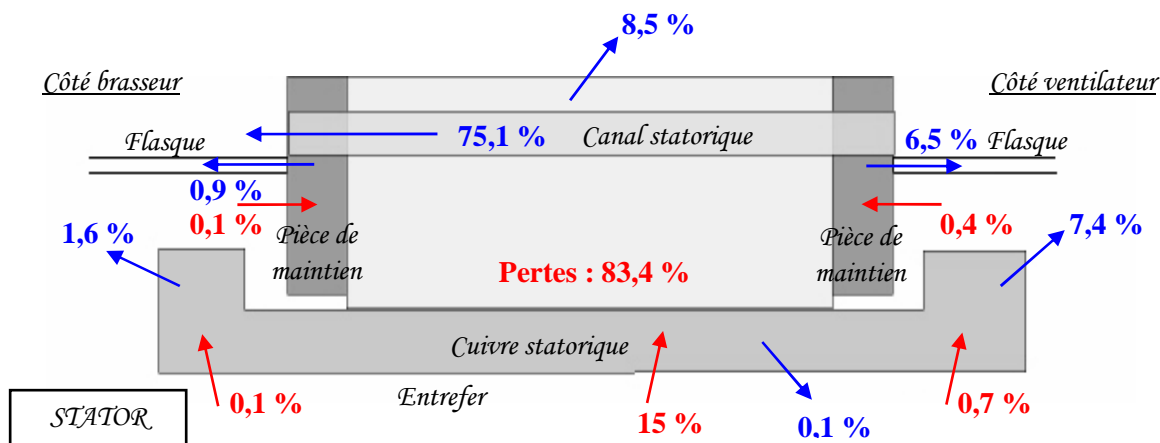 8,5 %
Côté brasseur
Côté ventilateur
Flasque
75,1 %
Canal statorique
6,5 %
Flasque
0,9 %
0,1 %
0,4 %
1,6 %
Pièce de
maintien
Pertes : 83,4 %
Pièce de
maintien
7,4 %
Cuivre statorique
0,1 %
Entrefer
15 %
0,1 %
0,7 %
STATOR